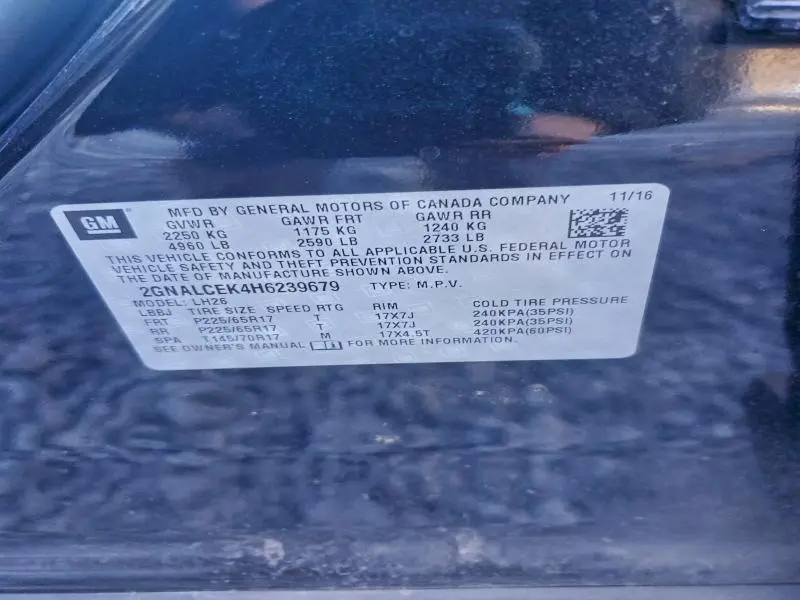 GM
MFD BY GENERAL MOTORS OF CANADA COMPANY 11/16
GVWR GAWR FRT GAWR RR
2250 KG 1175 KG 1240 KG
4960 LB 2590 LB 2733 LB
THIS VEHICLE CONFORMS TO ALL APPLICABLE U.S. FEDERAL MOTOR
VEHICLE SAFETY AND THEFT PREVENTION STANDARDS IN EFFECT ON
THE DATE OF MANUFACTURE SHOWN ABOVE.
2GNALCEK4H6239679 TYPE: M.P.V.
MODEL: LH26
LBBJ TIRE SIZE SPEED RTG RIM COLD TIRE PRESSURE
FRT P225/65R17 T 17X7J 240KPA(35PSI)
RR P225/65R17 T 17X7J 240KPA(35PSI)
SPA T145/70R17 M 17X4.5T 420KPA(60PSI)
SEE OWNER'S MANUAL FOR MORE INFORMATION.